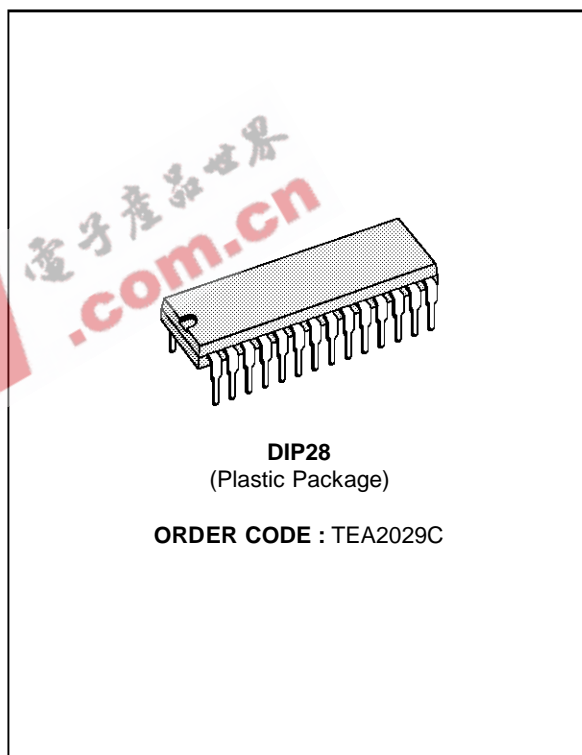 電子產品世界
.com.cn
DIP28
(Plastic Package)
ORDER CODE : TEA2029C